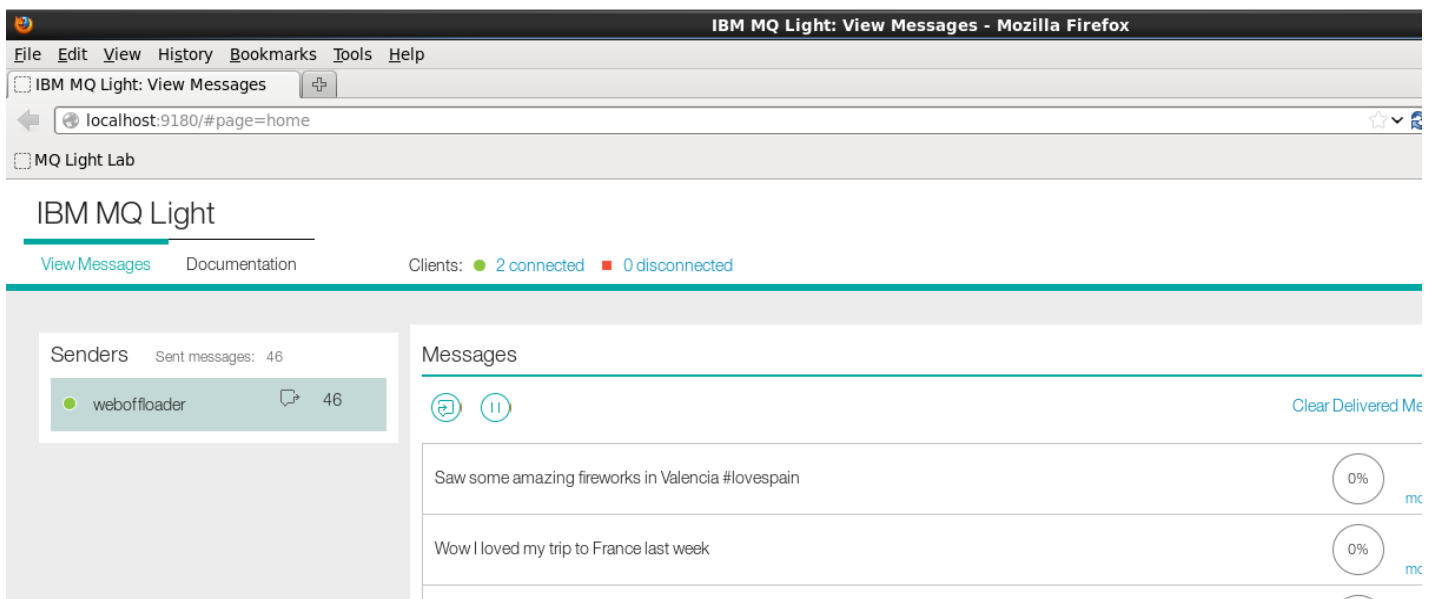 IBM MQ Light: View Messages - Mozilla Firefox
File Edit View History Bookmarks Tools Help
IBM MQ Light: View Messages
localhost:9180/#page=home
MQ Light Lab
IBM MQ Light
View Messages Documentation Clients: 2 connected 0 disconnected
Senders Sent messages: 46
weboffloader 46
Messages
Clear Delivered Me
Saw some amazing fireworks in Valencia #lovespain 0%
mo
Wow I loved my trip to France last week 0%
mo